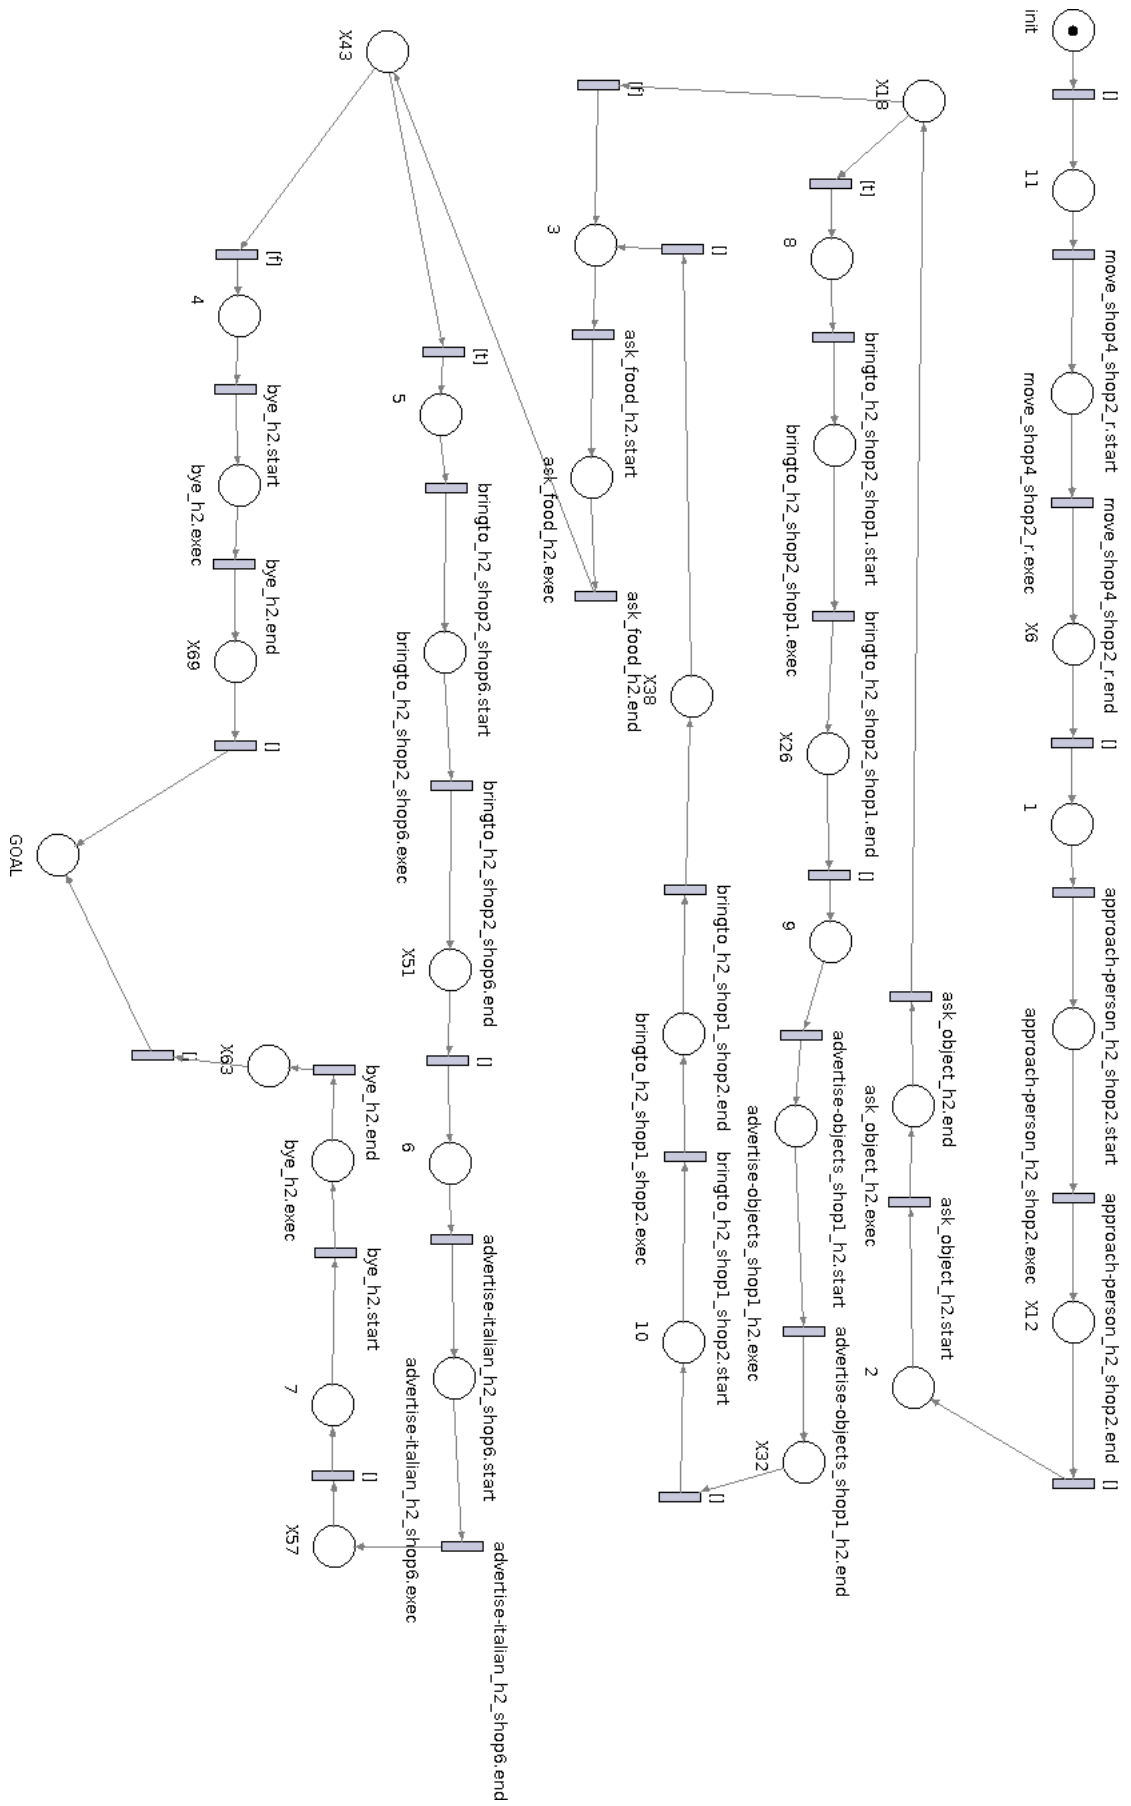 init
[]
11
move_shop4_shop2_r.start
move_shop4_shop2_r.exec
move_shop4_shop2_r.end
X6
[]
1
approach-person_h2_shop2.start
approach-person_h2_shop2.exec
approach-person_h2_shop2.end
X12
[]
2
ask_object_h2.start
ask_object_h2.exec
ask_object_h2.end
X18
[t]
8
bringto_h2_shop2_shop1.start
bringto_h2_shop2_shop1.exec
bringto_h2_shop2_shop1.end
X26
[]
9
advertise-objects_shop1_h2.start
advertise-objects_shop1_h2.exec
advertise-objects_shop1_h2.end
X32
[]
10
bringto_h2_shop1_shop2.start
bringto_h2_shop1_shop2.exec
bringto_h2_shop1_shop2.end
X38
[]
[f]
3
ask_food_h2.start
ask_food_h2.exec
ask_food_h2.end
X43
[t]
5
bringto_h2_shop2_shop6.start
bringto_h2_shop2_shop6.exec
bringto_h2_shop2_shop6.end
X51
[]
6
advertise-italian_h2_shop6.start
advertise-italian_h2_shop6.exec
advertise-italian_h2_shop6.end
X57
[]
7
bye_h2.start
bye_h2.exec
bye_h2.end
X63
[]
[f]
4
bye_h2.start
bye_h2.exec
bye_h2.end
X69
[]
GOAL